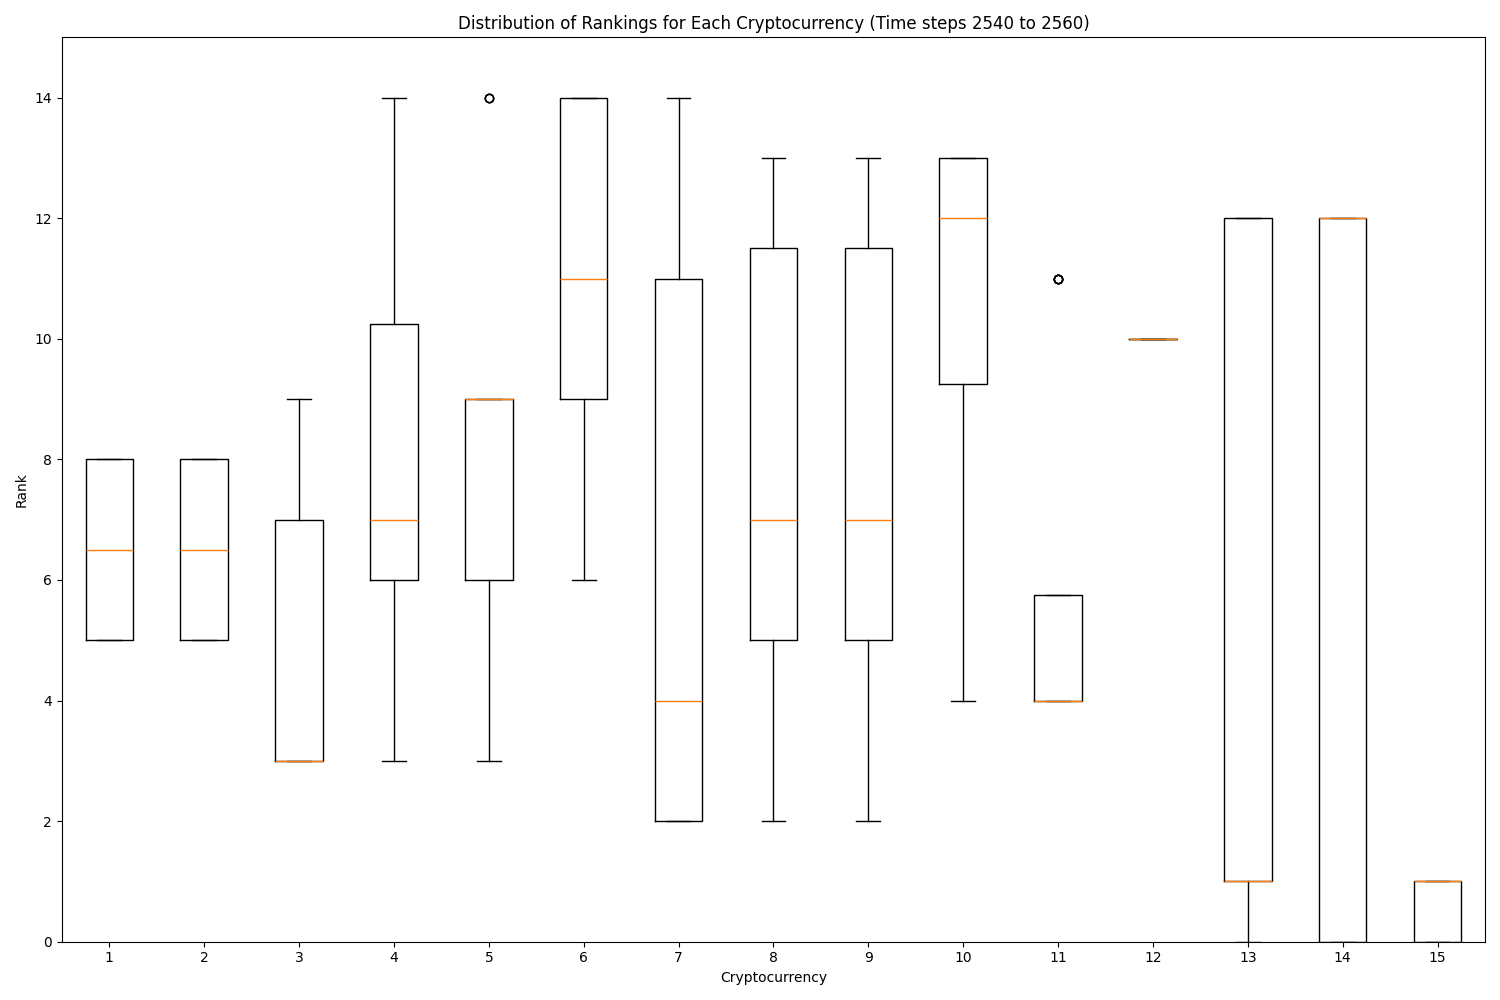 Distribution of Rankings for Each Cryptocurrency (Time steps 2540 to 2560)
Rank
14
12
10
8
6
4
2
0
1 2 3 4 5 6 7 8 9 10 11 12 13 14 15
Cryptocurrency